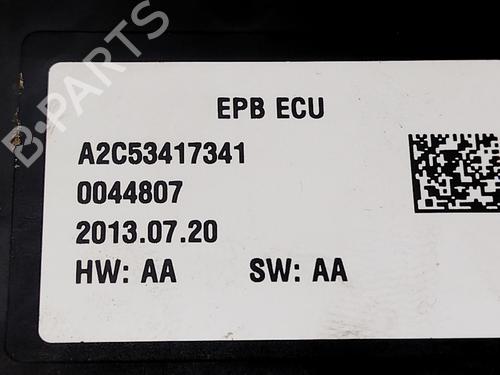 B-PARTS
EPB ECU
A2C53417341
0044807
2013.07.20
HW: AA SW: AA